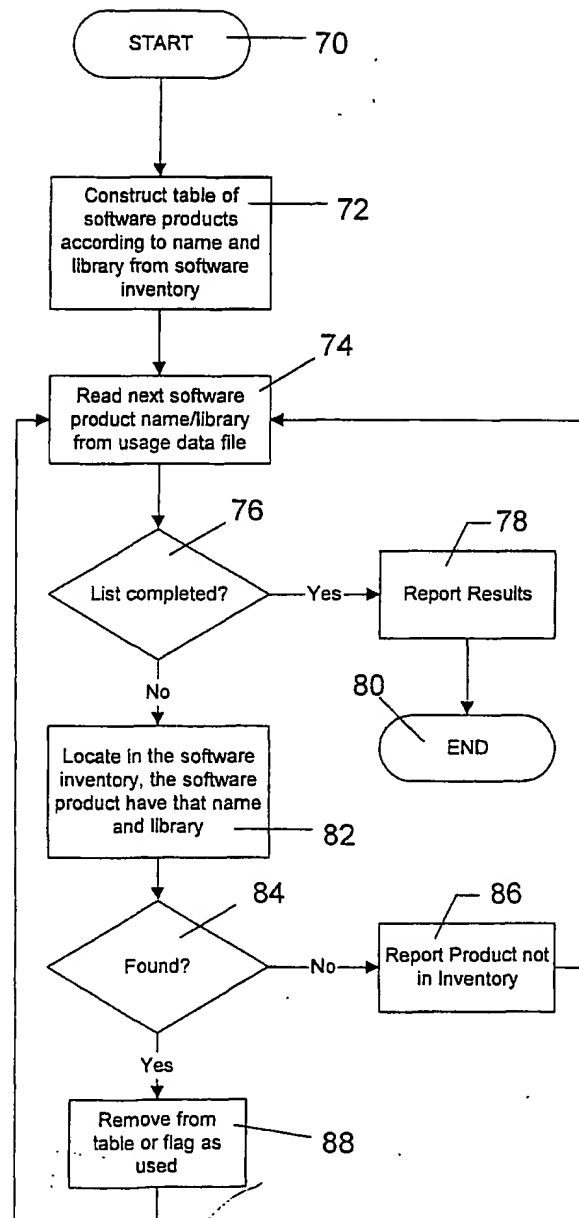 START
70
Construct table of
software products
according to name and
library from software
inventory
72
74
Read next software
product name/library
from usage data file
76
List completed?
Yes
78
Report Results
No
80
END
Locate in the software
inventory, the software
product have that name
and library
82
84
Found?
No
86
Report Product not
in Inventory
Yes
Remove from
table or flag as
used
88